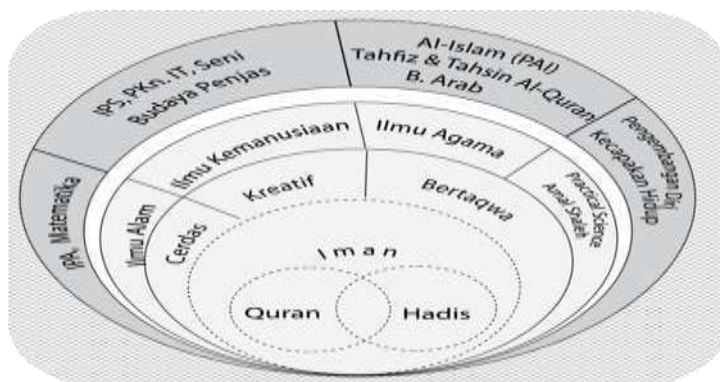 IPS, PKn, IT, Seni
Budaya Penjas
Al-Islam (PAI)
Tahfiz & Tahsin Al-Quran
B. Arab
Pengembangan Diri
Kecapakan Hidup
IPA, Matematika
Ilmu Kemanusiaan
Ilmu Agama
Practical Science
Amal Shaleh
Ilmu Alam
Kreatif
Bertaqwa
Cerdas
Iman
Quran
Hadis